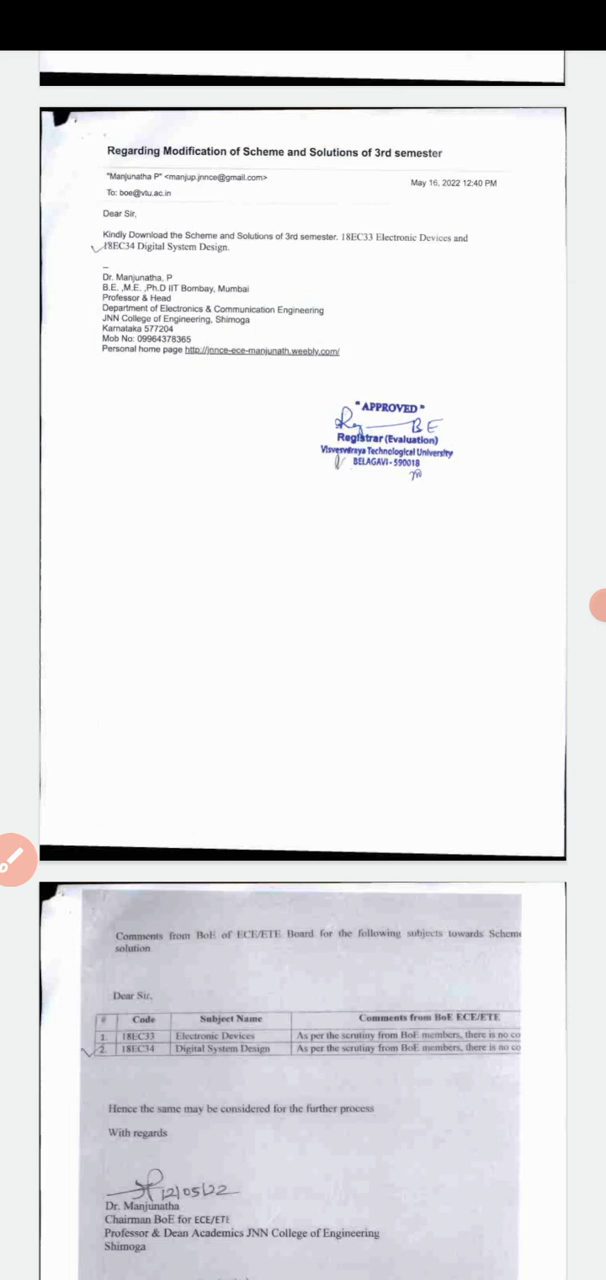 Regarding Modification of Scheme and Solutions of 3rd semester
"Manjunatha P" <manjup.jnnce@gmail.com>
May 16, 2022 12:40 PM
To: boe@vtu.ac.in
Dear Sir,
Kindly Download the Scheme and Solutions of 3rd semester. 18EC33 Electronic Devices and
18EC34 Digital System Design.
--
Dr. Manjunatha. P
B.E. ,M.E. ,Ph.D IIT Bombay, Mumbai
Professor & Head
Department of Electronics & Communication Engineering
JNN College of Engineering, Shimoga
Karnataka 577204
Mob No: 09964378365
Personal home page http://jnnce-ece-manjunath.weebly.com/
"APPROVED"
BE
Registrar (Evaluation)
Visvesvaraya Technological University
BELAGAVI - 590018
Comments from BoE of ECE/ETE Board for the following subjects towards Scheme
solution
Dear Sir,
# Code Subject Name Comments from BoE ECE/ETE
1. 18EC33 Electronic Devices As per the scrutiny from BoE members, there is no co
2. 18EC34 Digital System Design As per the scrutiny from BoE members, there is no co
Hence the same may be considered for the further process
With regards
12/05/22
Dr. Manjunatha
Chairman BoE for ECE/ETE
Professor & Dean Academics JNN College of Engineering
Shimoga